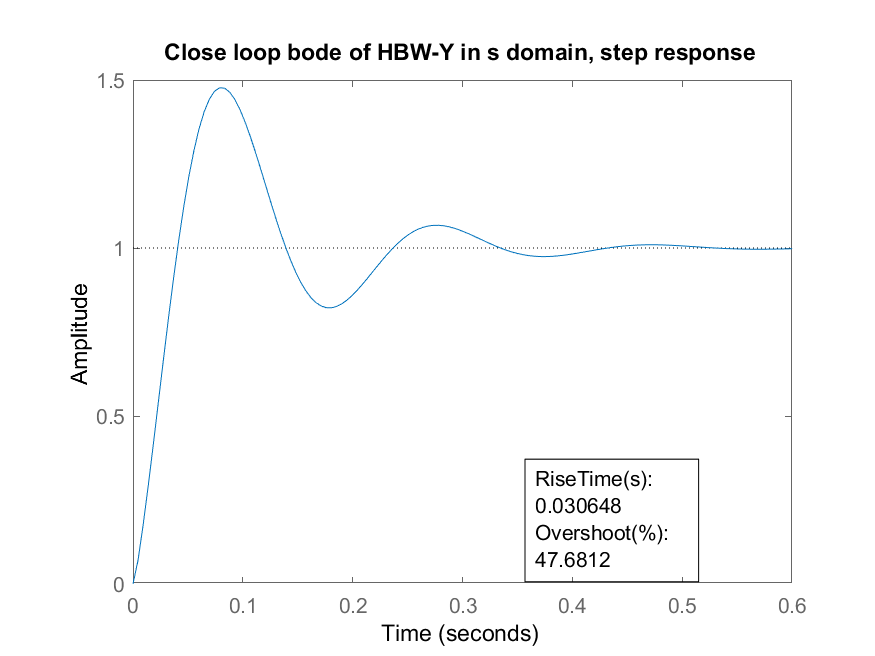 Close loop bode of HBW-Y in s domain, step response
1.5
1
0.5
0
Amplitude
RiseTime(s):
0.030648
Overshoot(%):
47.6812
0 0.1 0.2 0.3 0.4 0.5 0.6
Time (seconds)